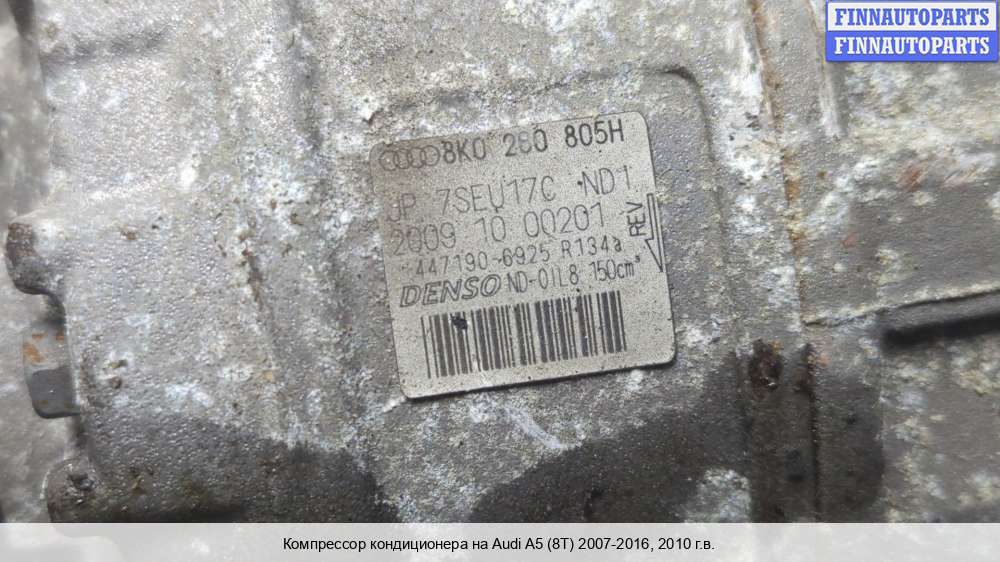 FINNAUTOPARTS
FINNAUTOPARTS
8K0 260 805H
JP 7SEU17C ND1
2009 10 00201
447190-6925 R134a
REV
DENSO ND-OIL8 150cm³
Компрессор кондиционера на Audi A5 (8T) 2007-2016, 2010 г.в.